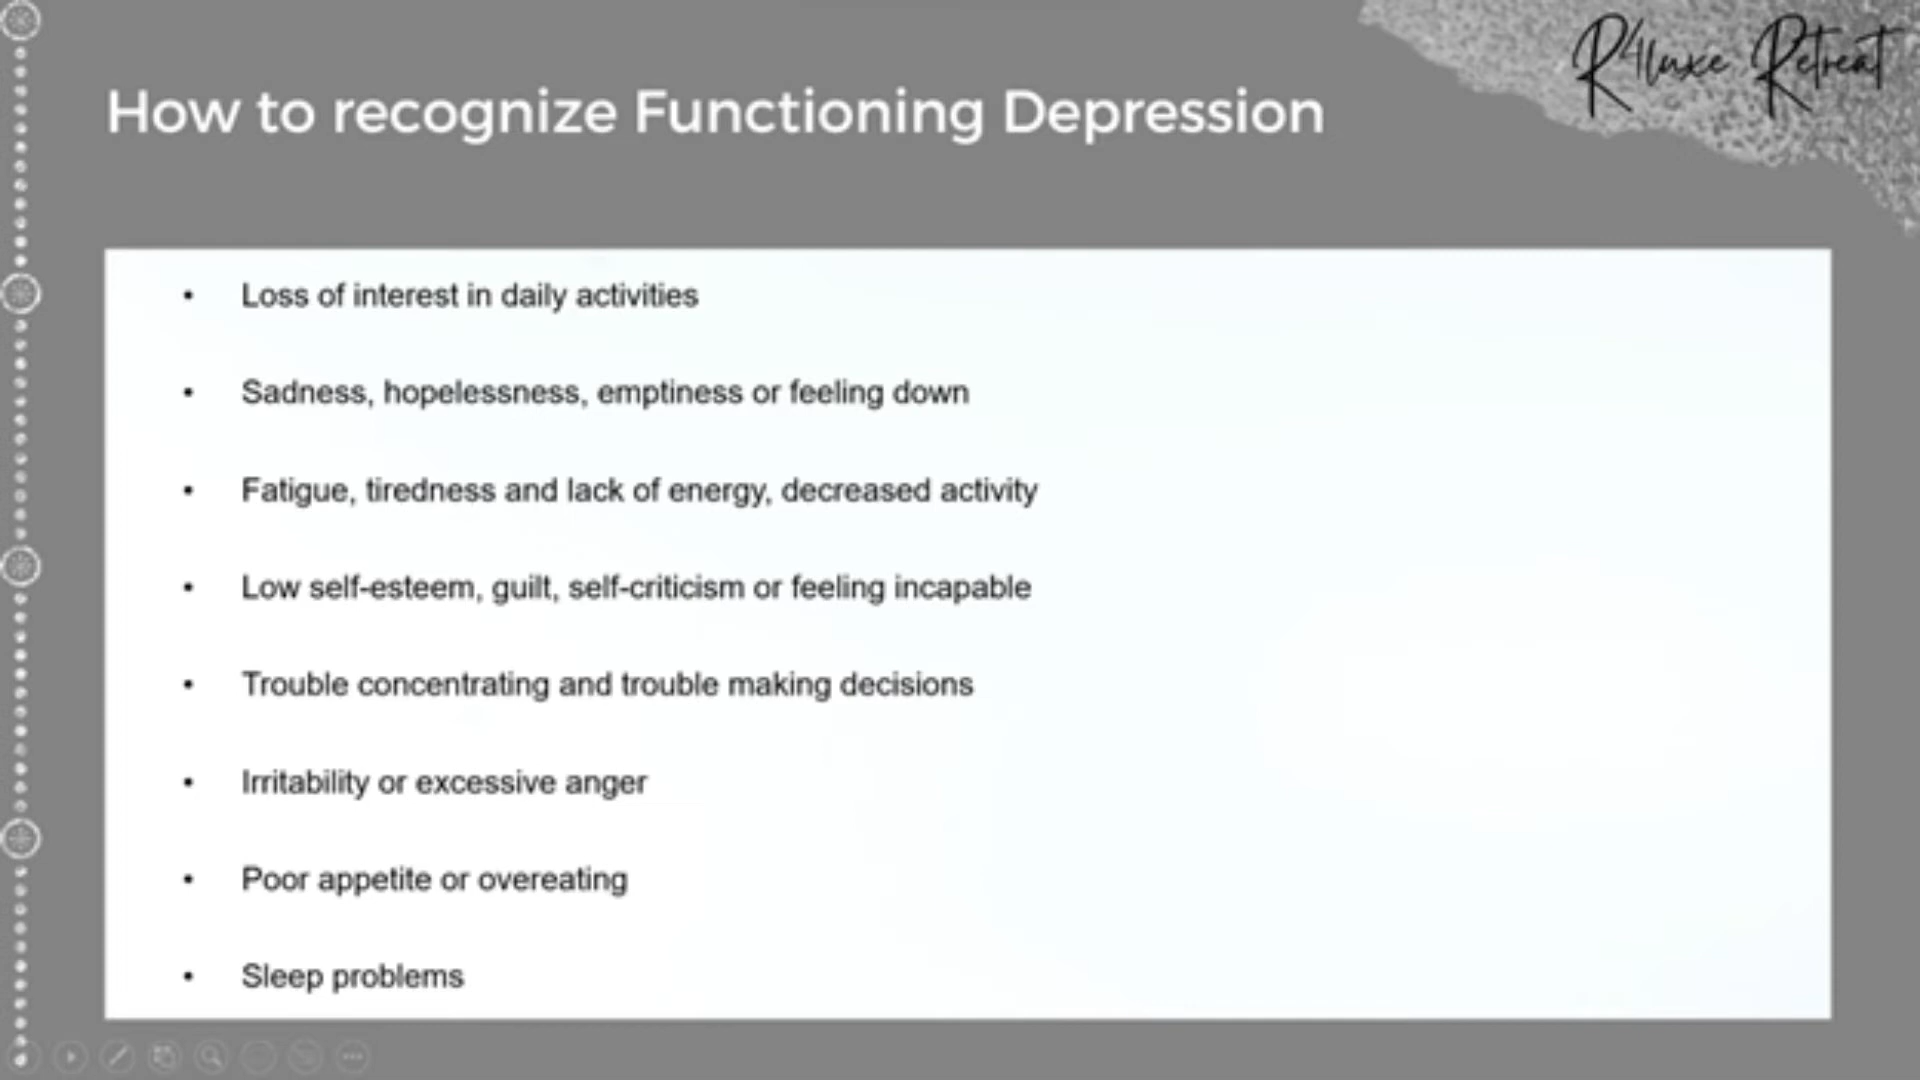 R4luxe Retreat
How to recognize Functioning Depression
• Loss of interest in daily activities
• Sadness, hopelessness, emptiness or feeling down
• Fatigue, tiredness and lack of energy, decreased activity
• Low self-esteem, guilt, self-criticism or feeling incapable
• Trouble concentrating and trouble making decisions
• Irritability or excessive anger
• Poor appetite or overeating
• Sleep problems